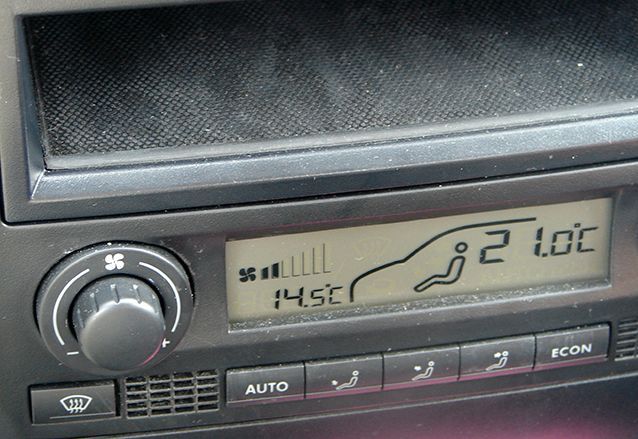 21.0°C
14.5°C
- +
AUTO ECON